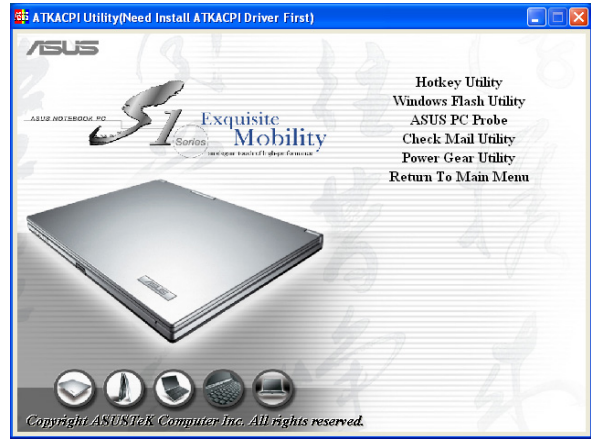 ATKACPI Utility(Need Install ATKACPI Driver First)
ASUS
ASUS NOTEBOOK PC
S1
Series
Exquisite
Mobility
Hotkey Utility
Windows Flash Utility
ASUS PC Probe
Check Mail Utility
Power Gear Utility
Return To Main Menu
ASUS
Copyright ASUSTeK Computer Inc. All rights reserved.